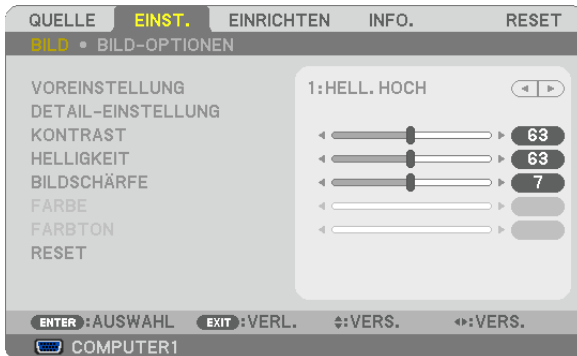 QUELLE EINST. EINRICHTEN INFO. RESET
BILD • BILD-OPTIONEN
VOREINSTELLUNG 1:HELL. HOCH
DETAIL-EINSTELLUNG
KONTRAST 63
HELLIGKEIT 63
BILDSCHÄRFE 7
FARBE
FARBTON
RESET
ENTER :AUSWAHL EXIT :VERL. :VERS. :VERS.
COMPUTER1